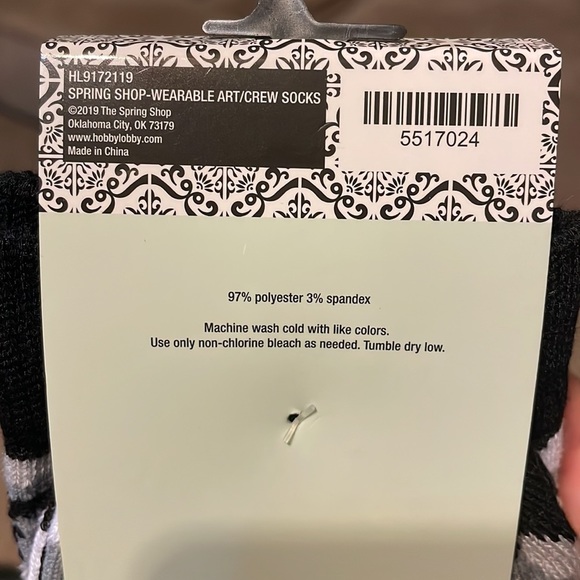 HL9172119
SPRING SHOP-WEARABLE ART/CREW SOCKS
©2019 The Spring Shop
Oklahoma City, OK 73179
www.hobbylobby.com
Made in China
5517024
97% polyester 3% spandex
Machine wash cold with like colors.
Use only non-chlorine bleach as needed. Tumble dry low.